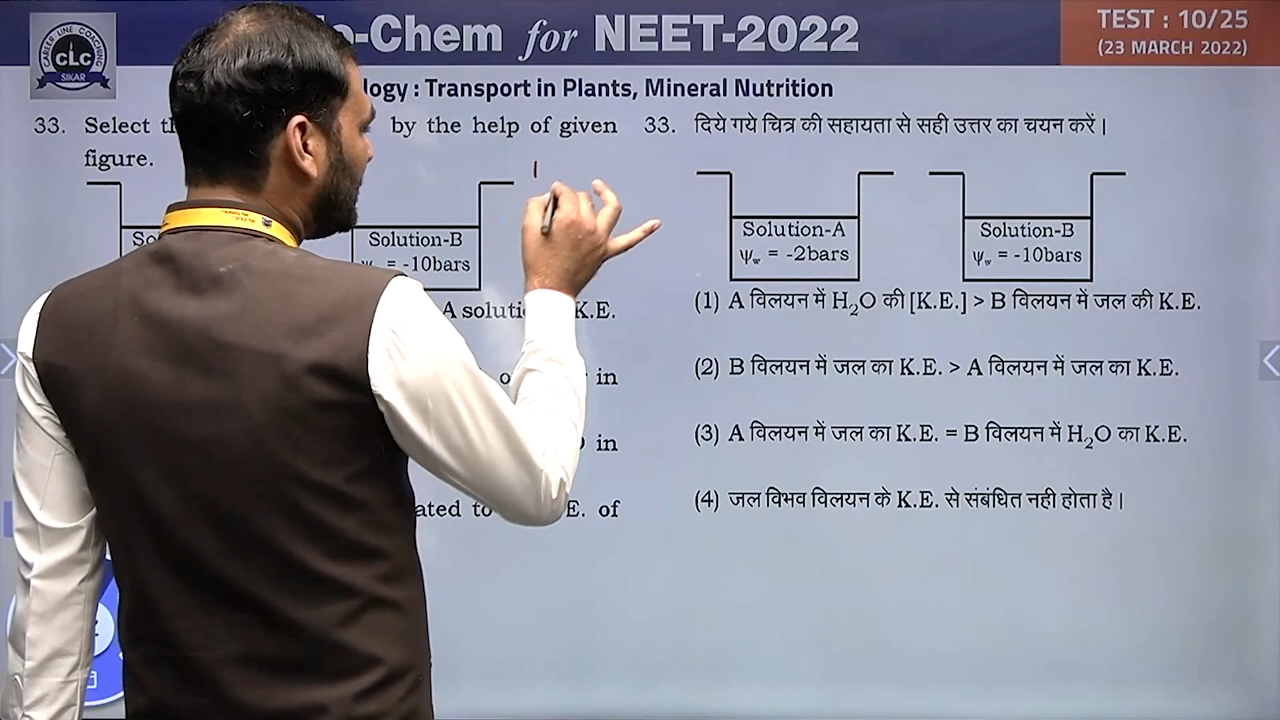 CAREER LINE COACHING
CLC
SIKAR
-Chem for NEET-2022
TEST : 10/25
(23 MARCH 2022)
logy : Transport in Plants, Mineral Nutrition
33. Select by the help of given
figure.
Solution-B
= -10bars
A K.E.
in
in
to E. of
33. दिये गये चित्र की सहायता से सही उत्तर का चयन करें।
Solution-A
Ψw = -2bars
Solution-B
Ψw = -10bars
(1) A विलयन में H₂O की [K.E.] > B विलयन में जल की K.E.
(2) B विलयन में जल का K.E. > A विलयन में जल का K.E.
(3) A विलयन में जल का K.E. = B विलयन में H₂O का K.E.
(4) जल विभव विलयन के K.E. से संबंधित नही होता है।